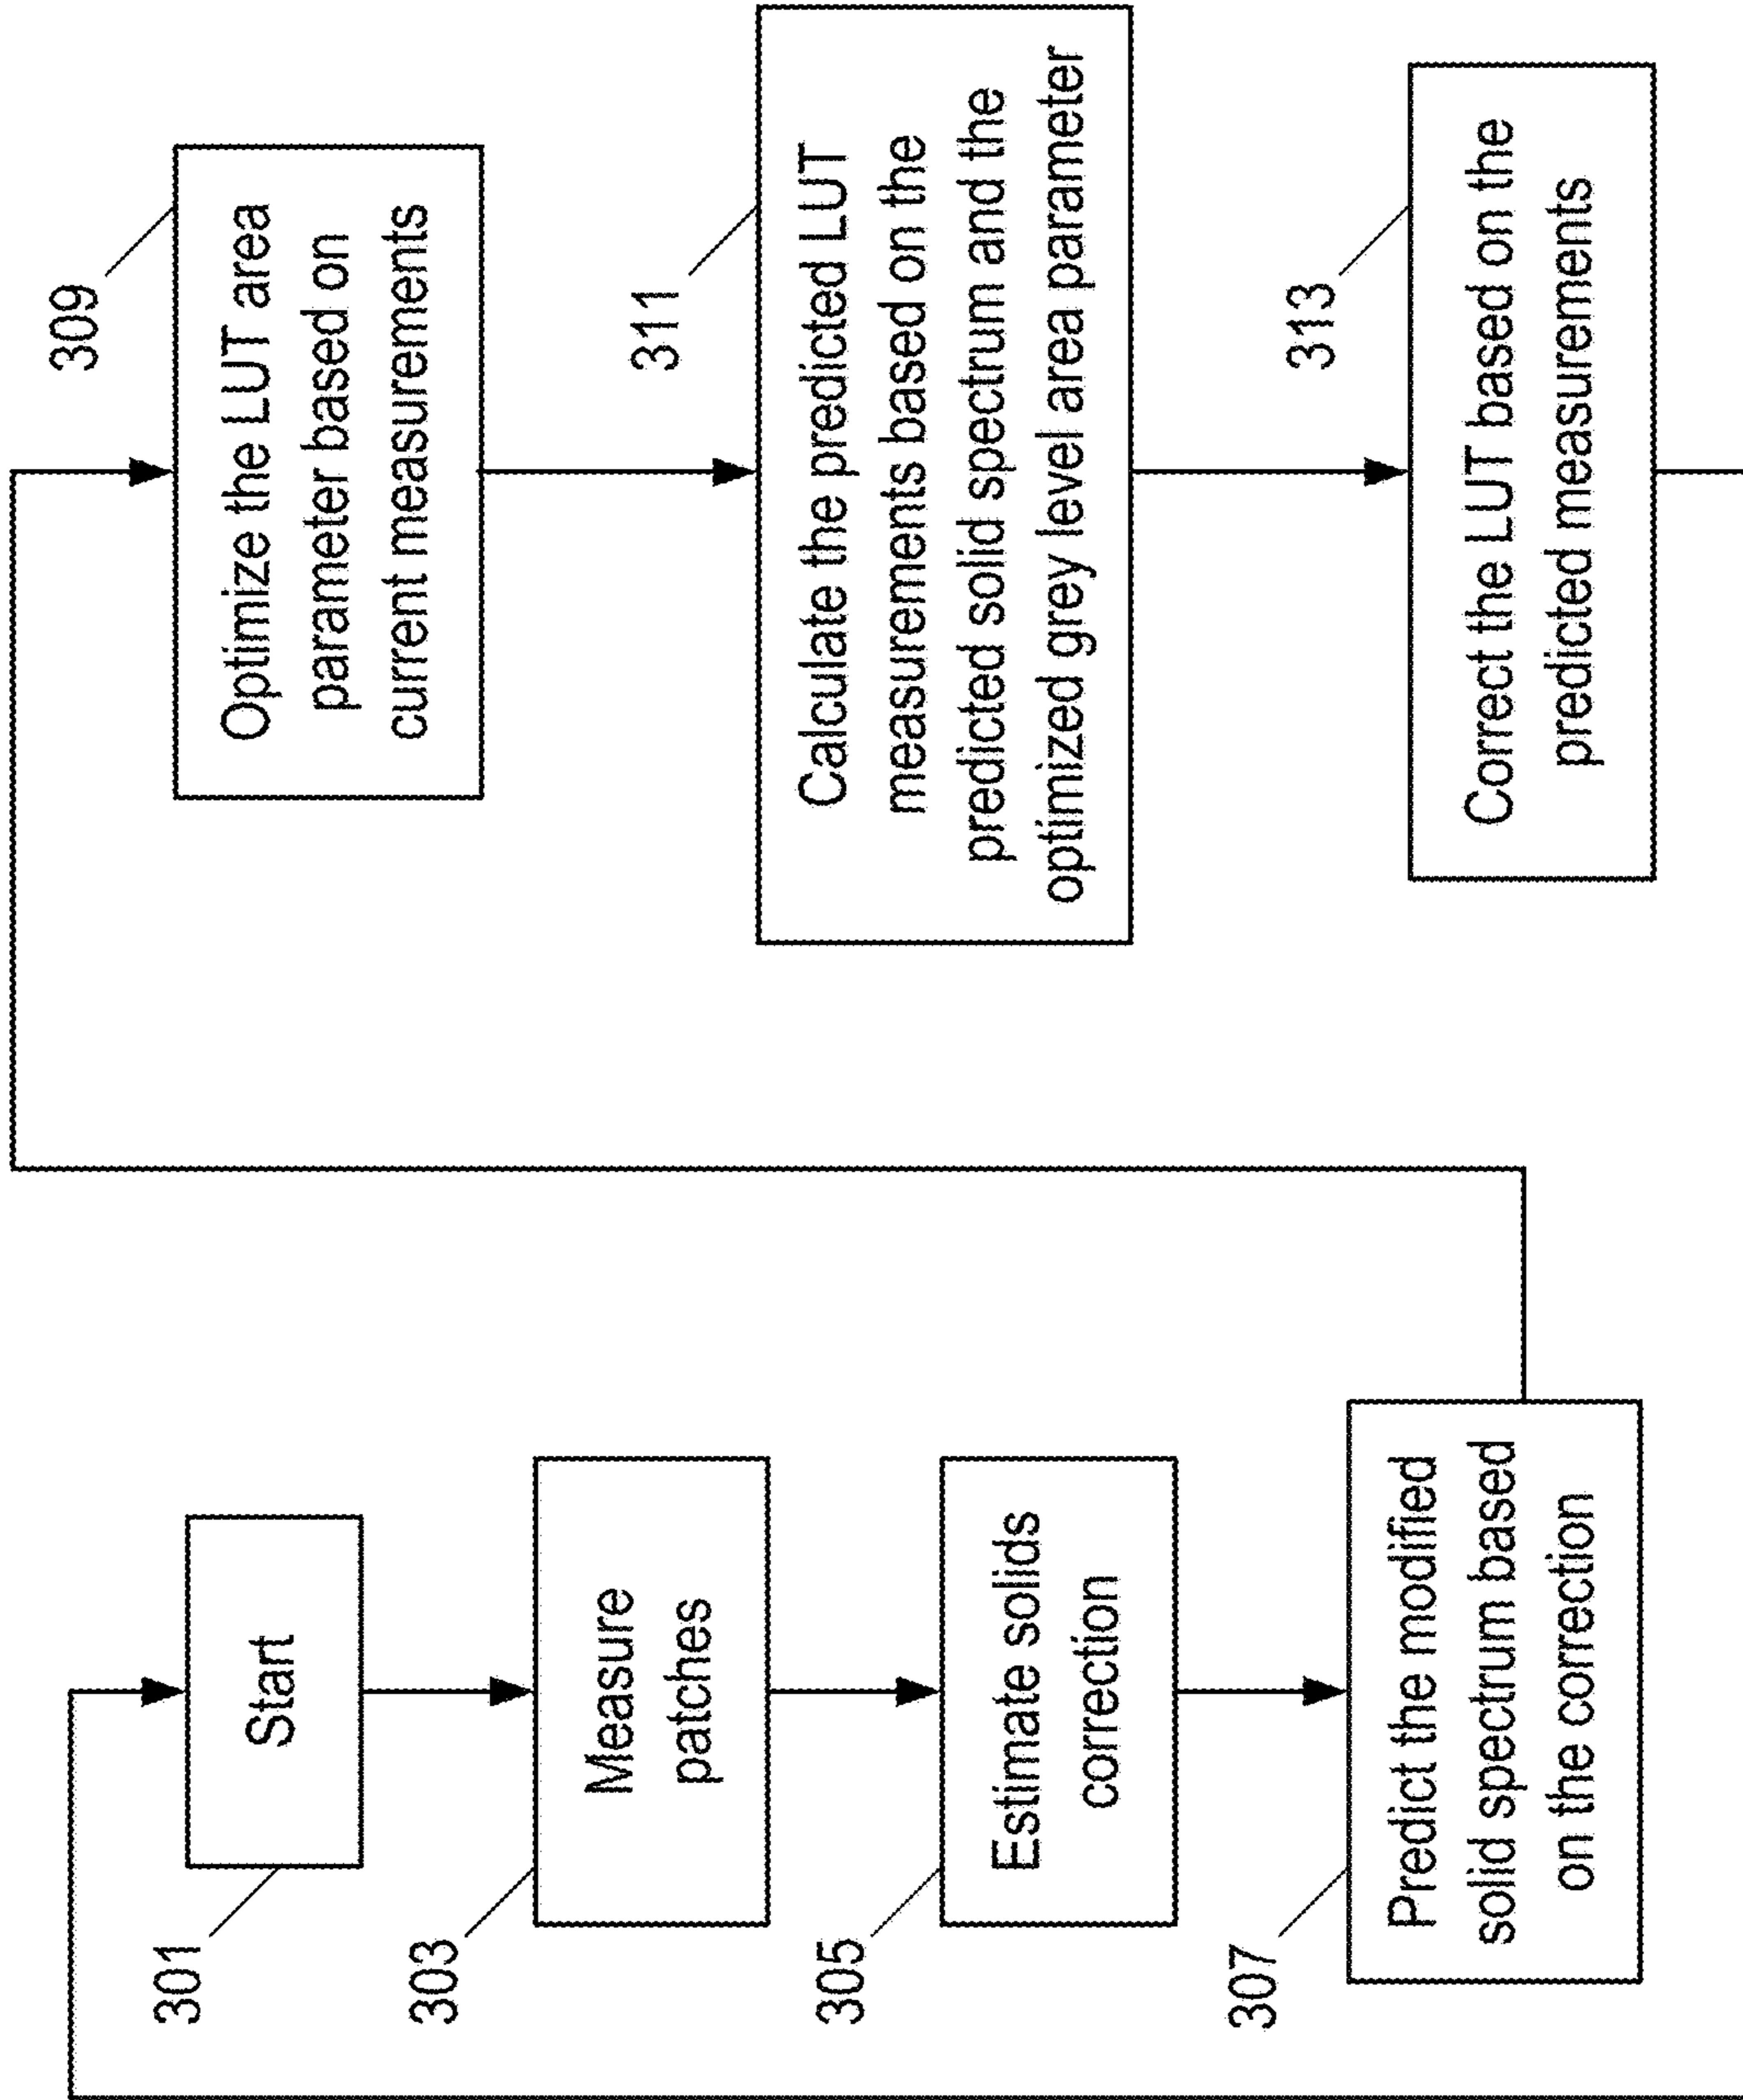 301
Start
303
Measure
patches
305
Estimate solids
correction
307
Predict the modified
solid spectrum based
on the correction
309
Optimize the LUT area
parameter based on
current measurements
311
Calculate the predicted LUT
measurements based on the
predicted solid spectrum and the
optimized grey level area parameter
313
Correct the LUT based on the
predicted measurements